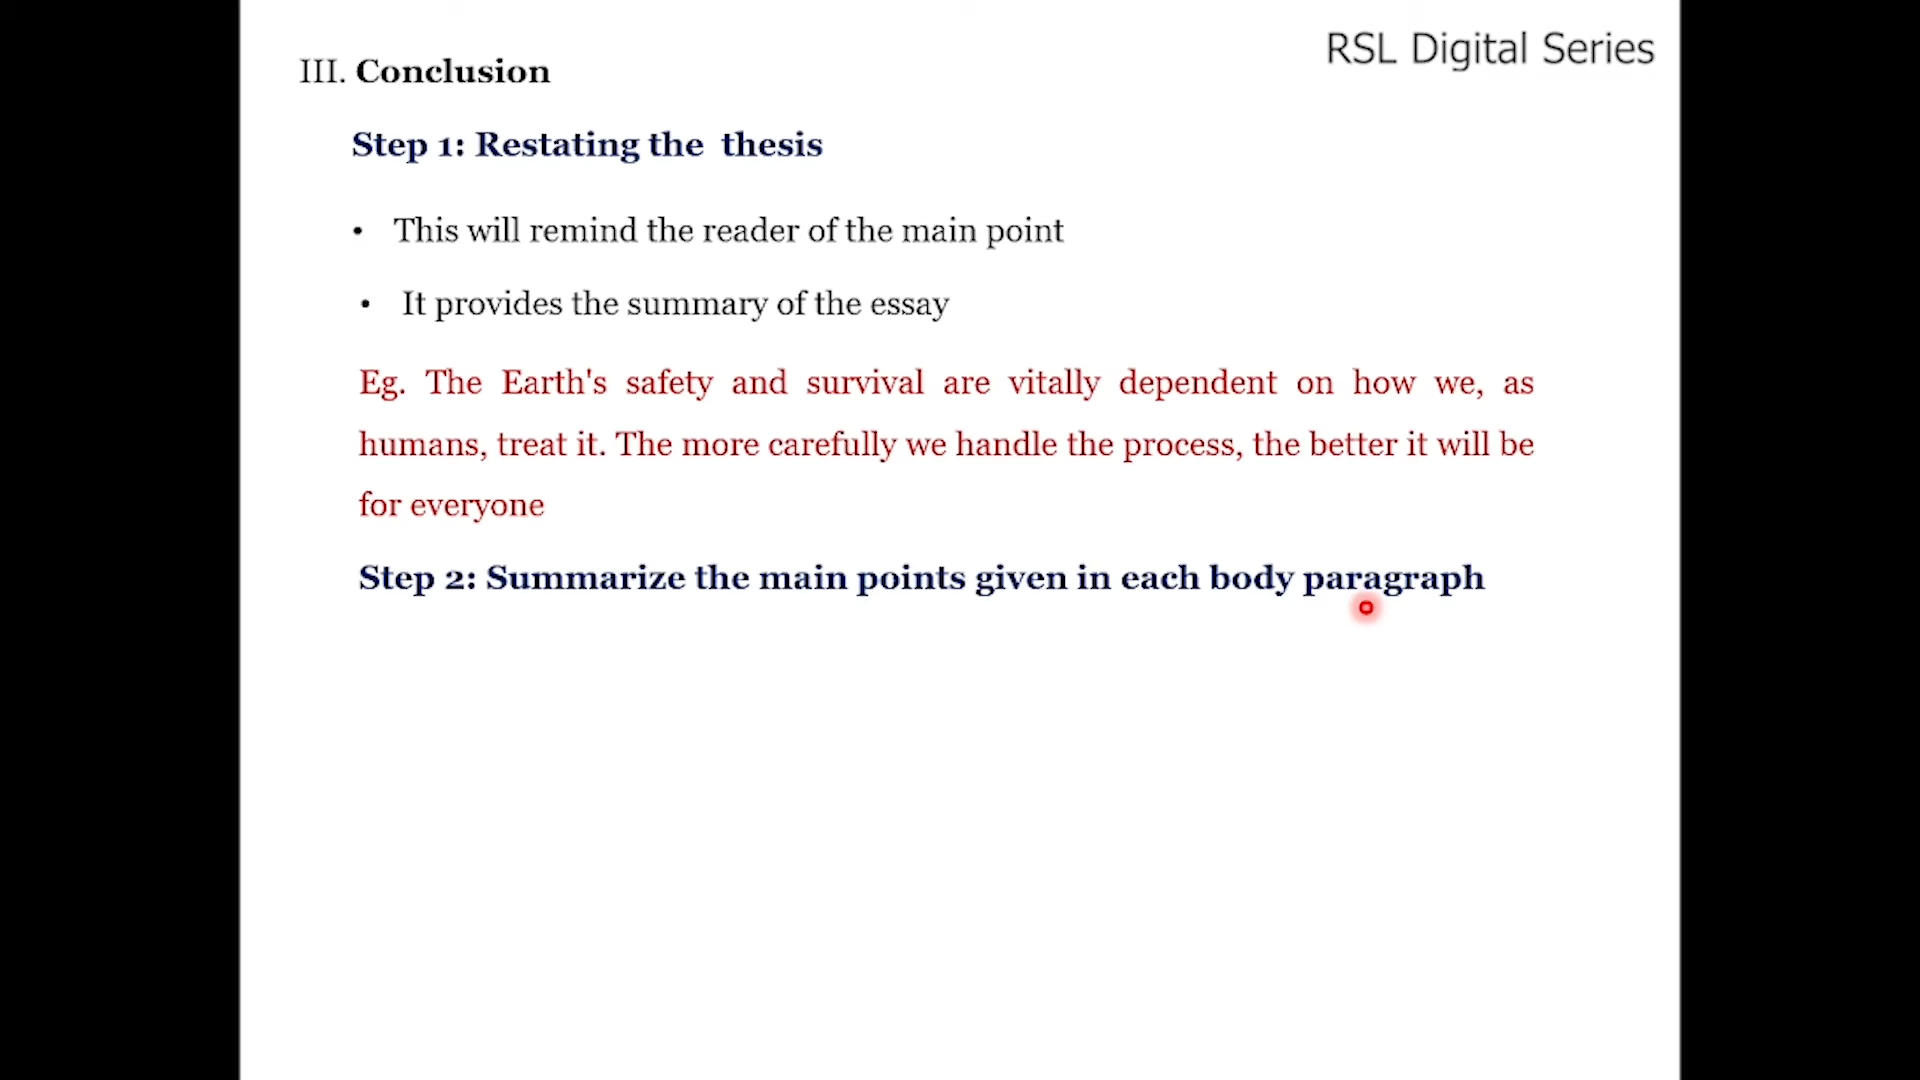 RSL Digital Series
III. Conclusion
Step 1: Restating the thesis
• This will remind the reader of the main point
• It provides the summary of the essay
Eg. The Earth's safety and survival are vitally dependent on how we, as
humans, treat it. The more carefully we handle the process, the better it will be
for everyone
Step 2: Summarize the main points given in each body paragraph